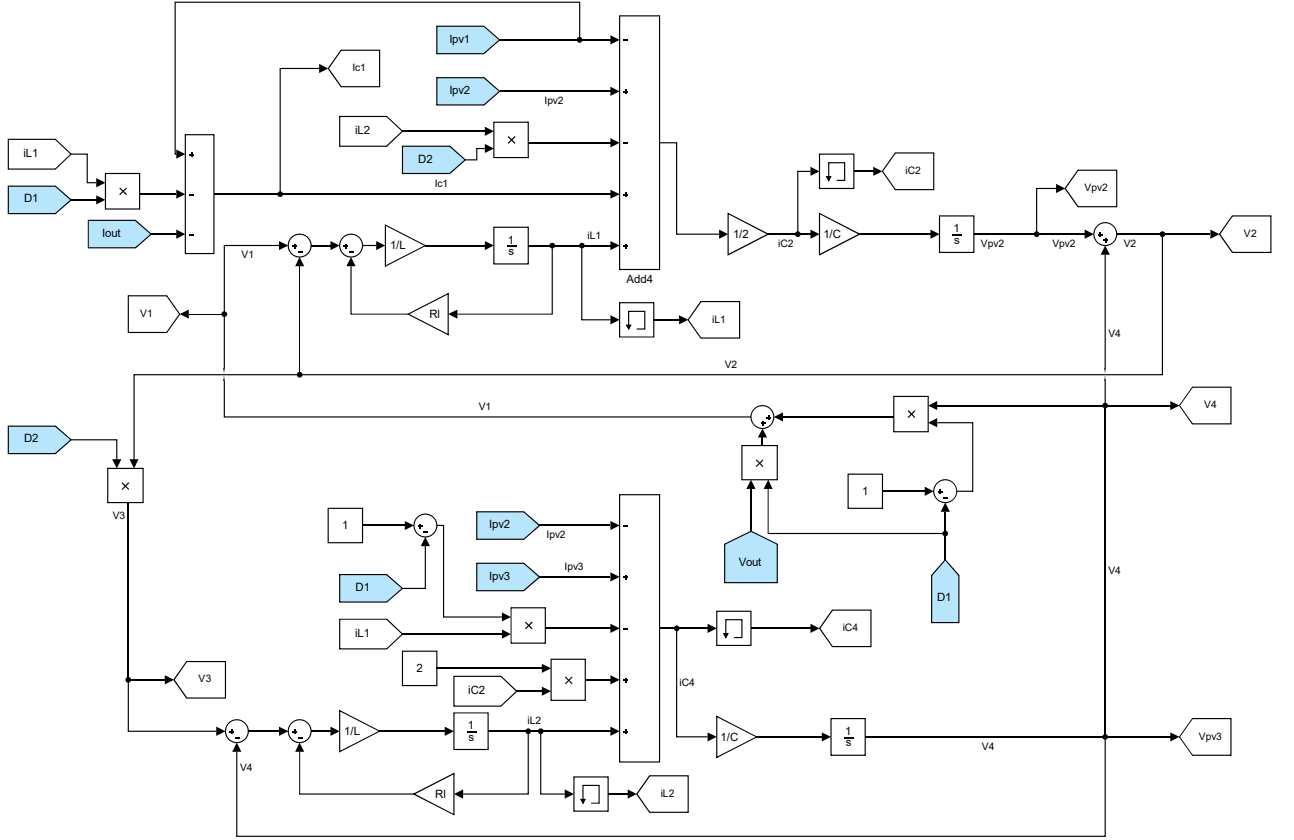 Ipv1
-
Ic1
Ipv2
+
Ipv2
iL2
×
-
D2
iL1
+
D1
×
-
Ic1
+
Iout
-
V1
+
-
+
-
1/L
1
s
iL1
+
Add4
RI
iL1
V1
1/2
iC2
iC2
1/C
1
s
Vpv2
Vpv2
Vpv2
+
+
V2
V2
V4
V2
V1
+
+
×
V4
D2
×
×
1
+
-
V3
Vout
D1
V4
1
+
-
Ipv2
Ipv2
-
D1
Ipv3
Ipv3
+
iL1
×
-
iC4
2
×
iC2
+
iC4
V3
+
-
V4
+
-
1/L
1
s
iL2
+
1/C
1
s
V4
Vpv3
RI
iL2